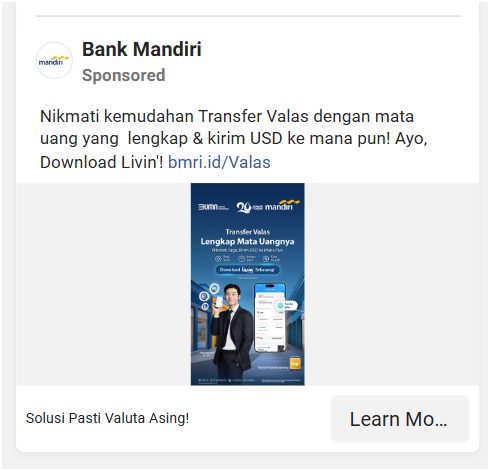 mandiri
Bank Mandiri
Sponsored
Nikmati kemudahan Transfer Valas dengan mata
uang yang lengkap & kirim USD ke mana pun! Ayo,
Download Livin'! bmri.id/Valas
BUMN
mandiri
Transfer Valas
Lengkap Mata Uangnya
Download Livin' Sekarang!
Solusi Pasti Valuta Asing!
Learn Mo...